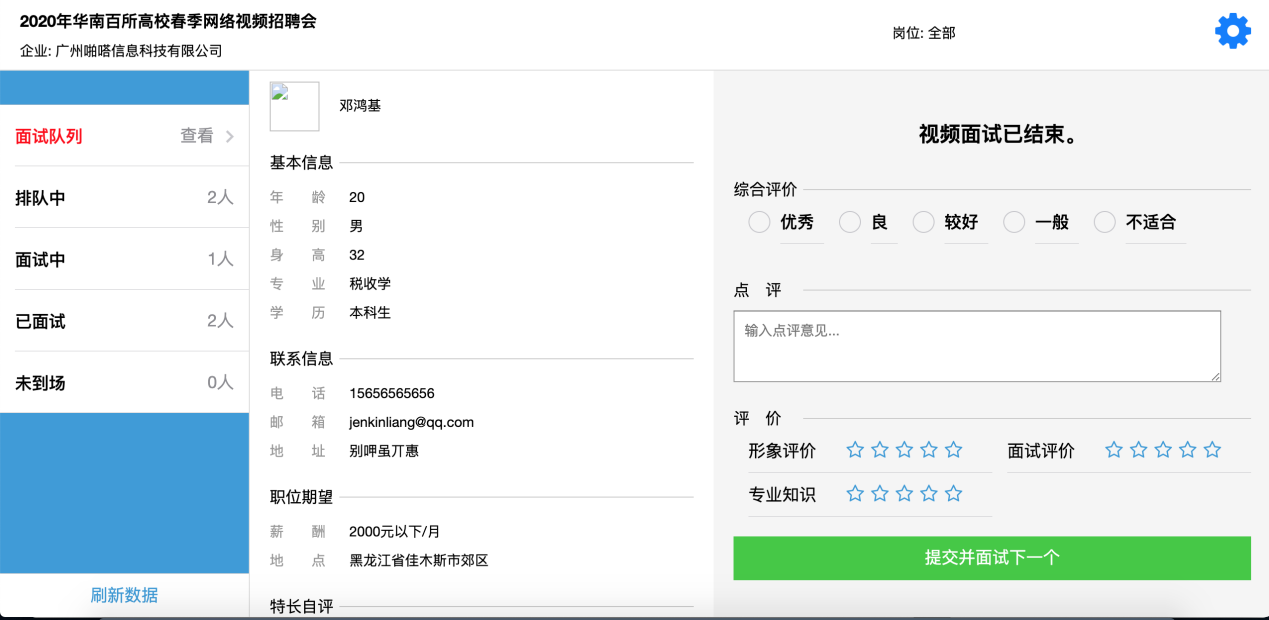 2020年华南百所高校春季网络视频招聘会
企业: 广州啪嗒信息科技有限公司
岗位: 全部
面试队列 查看
排队中 2人
面试中 1人
已面试 2人
未到场 0人
刷新数据
邓鸿基
基本信息
年 龄 20
性 别 男
身 高 32
专 业 税收学
学 历 本科生
联系信息
电 话 15656565656
邮 箱 jenkinliang@qq.com
地 址 别呷虽丌惠
职位期望
薪 酬 2000元以下/月
地 点 黑龙江省佳木斯市郊区
特长自评
视频面试已结束。
综合评价
优秀 良 较好 一般 不适合
点 评
输入点评意见...
评 价
形象评价 面试评价
专业知识
提交并面试下一个